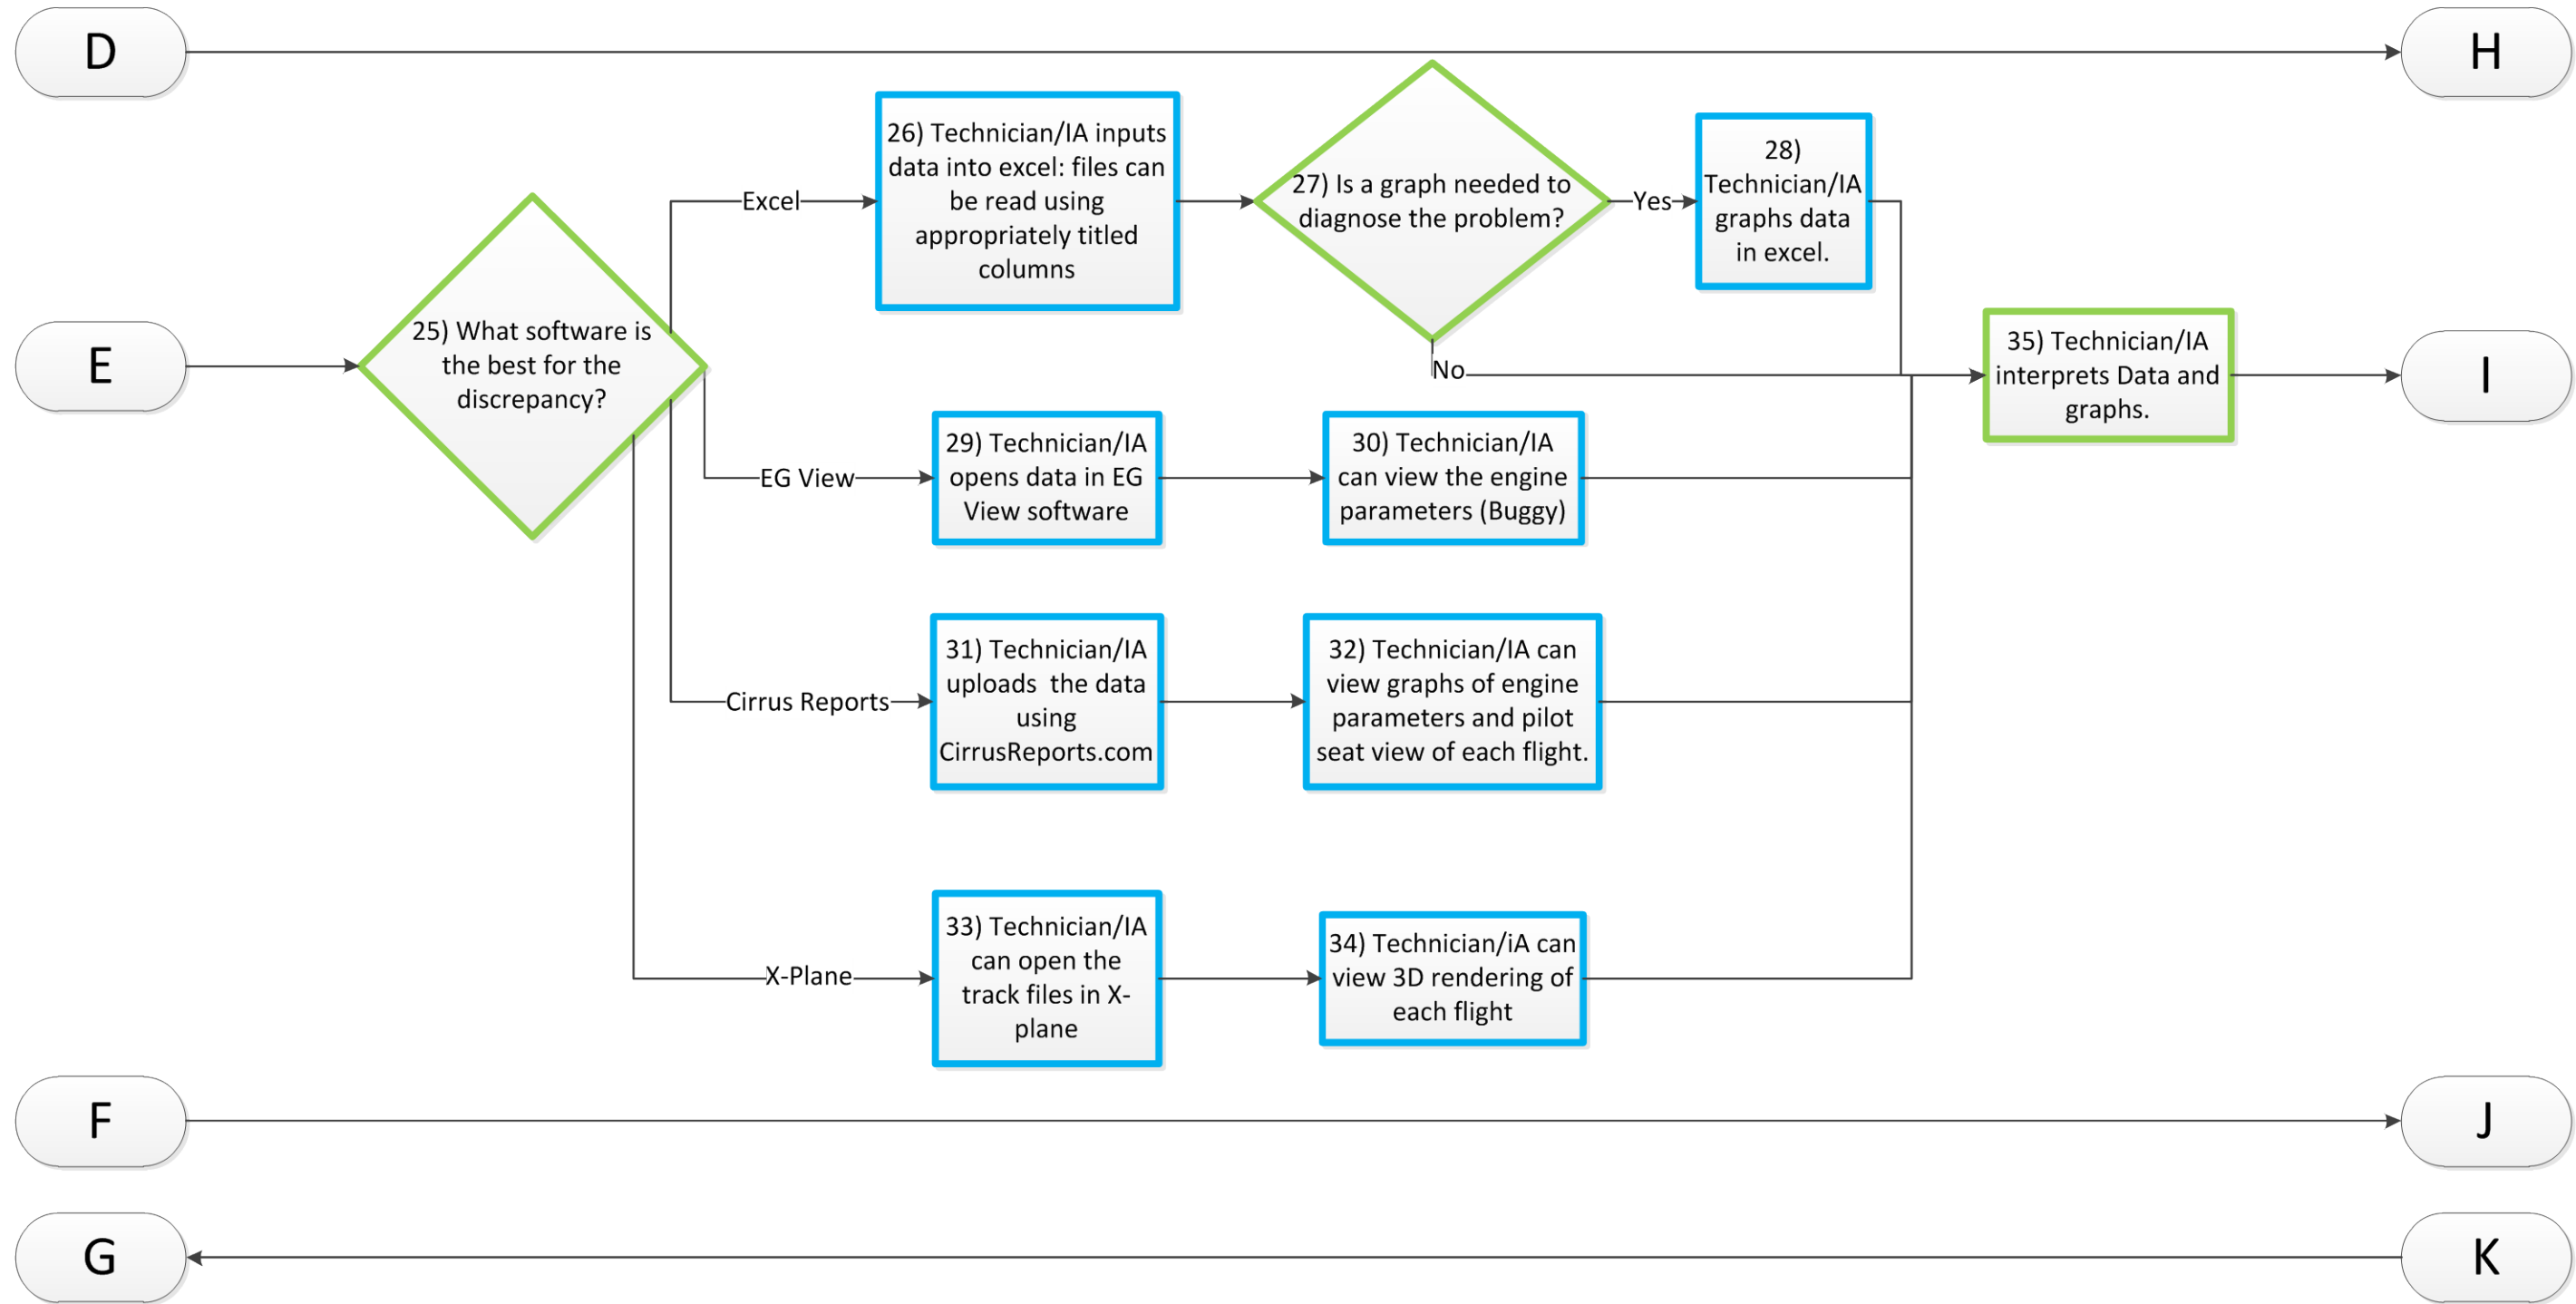 D
H
26) Technician/IA inputs
data into excel: files can
be read using
appropriately titled
columns
27) Is a graph needed to
diagnose the problem?
28)
Technician/IA
graphs data
in excel.
Excel
Yes
No
E
25) What software is
the best for the
discrepancy?
35) Technician/IA
interprets Data and
graphs.
I
EG View
29) Technician/IA
opens data in EG
View software
30) Technician/IA
can view the engine
parameters (Buggy)
Cirrus Reports
31) Technician/IA
uploads  the data
using
CirrusReports.com
32) Technician/IA can
view graphs of engine
parameters and pilot
seat view of each flight.
X-Plane
33) Technician/IA
can open the
track files in X-
plane
34) Technician/iA can
view 3D rendering of
each flight
F
J
G
K